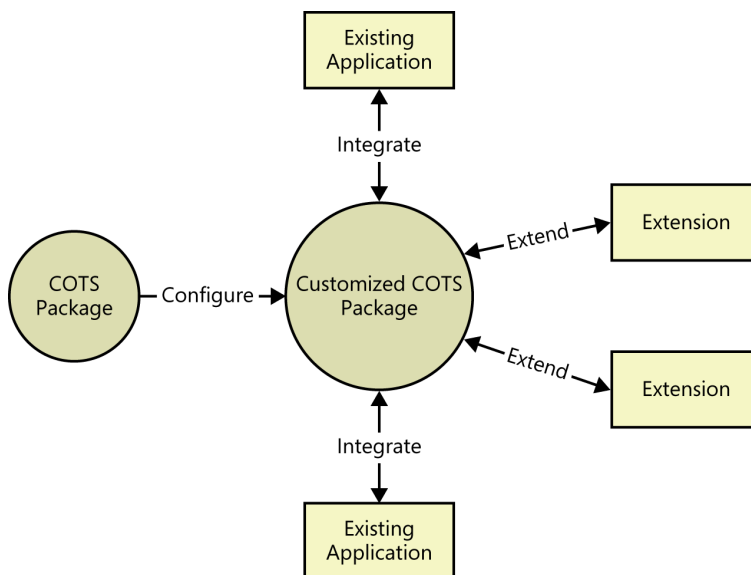 Existing
Application
Integrate
Extend
Extension
COTS
Package
Configure
Customized COTS
Package
Extend
Extension
Integrate
Existing
Application